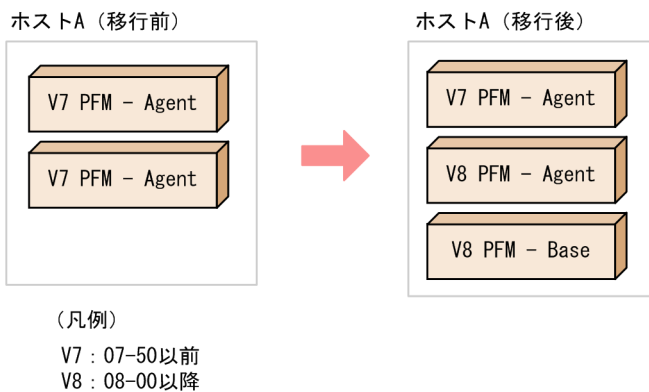 ホストA（移行前）
V7 PFM - Agent
V7 PFM - Agent
ホストA（移行後）
V7 PFM - Agent
V8 PFM - Agent
V8 PFM - Base
（凡例）
V7：07-50以前
V8：08-00以降